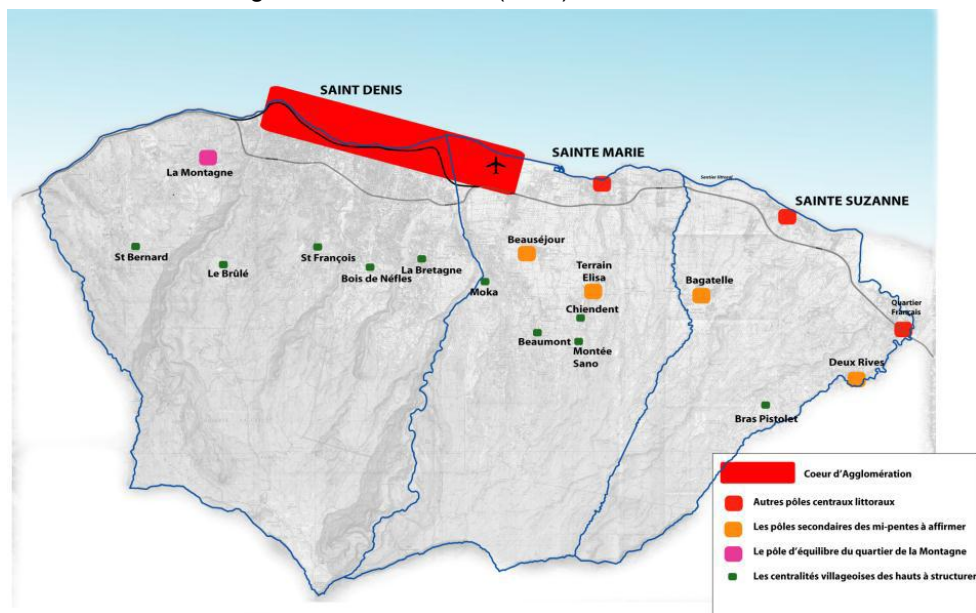 SAINT DENIS
SAINTE MARIE
SAINTE SUZANNE
La Montagne
St Bernard
Le Brûlé
St François
Bois de Néfles
La Bretagne
Moka
Beauséjour
Terrain
Elisa
Chiendent
Beaumont
Montée
Sano
Bagatelle
Quartier
Français
Deux Rives
Bras Pistolet
Coeur d'Agglomération
Autres pôles centraux littoraux
Les pôles secondaires des mi-pentes à affirmer
Le pôle d'équilibre du quartier de la Montagne
Les centralités villageoises des hauts à structurer